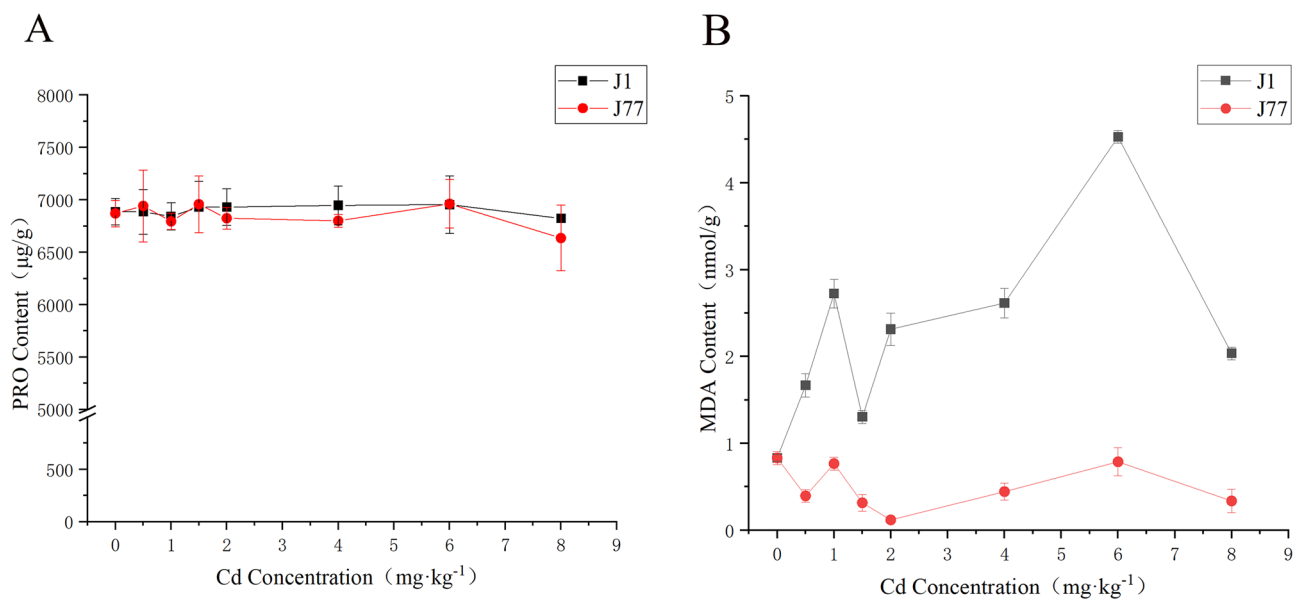 A
J1
J77
8000
7500
7000
6500
6000
5500
5000
500
0
PRO Content（μg/g）
0 1 2 3 4 5 6 7 8 9
Cd Concentration（mg·kg⁻¹）
B
J1
J77
5
4
3
2
1
0
MDA Content（nmol/g）
0 1 2 3 4 5 6 7 8 9
Cd Concentration（mg·kg⁻¹）